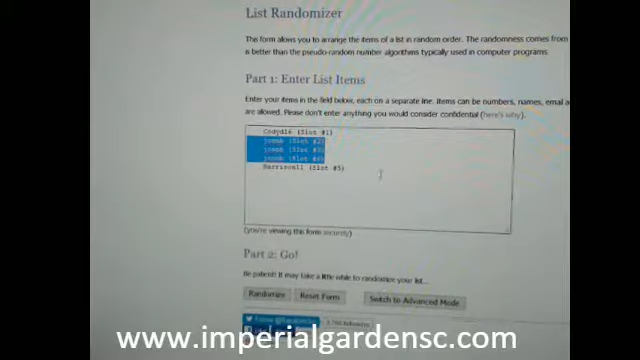 List Randomizer
This form allows you to arrange the items of a list in random order. The randomness comes from
is better than the pseudo-random number algorithms typically used in computer programs.
Part 1: Enter List Items
Enter your items in the field below, each on a separate line. Items can be numbers, names, email a
are allowed. Please don't enter anything you would consider confidential (here's why).
(Slot #1)
(Slot #2)
(Slot #3)
(Slot #4)
(Slot #5)
(you're viewing this form securely)
Part 2: Go!
Be patient! It may take a little while to randomize your list...
Randomize Reset Form Switch to Advanced Mode
followers
www.imperialgardensc.com